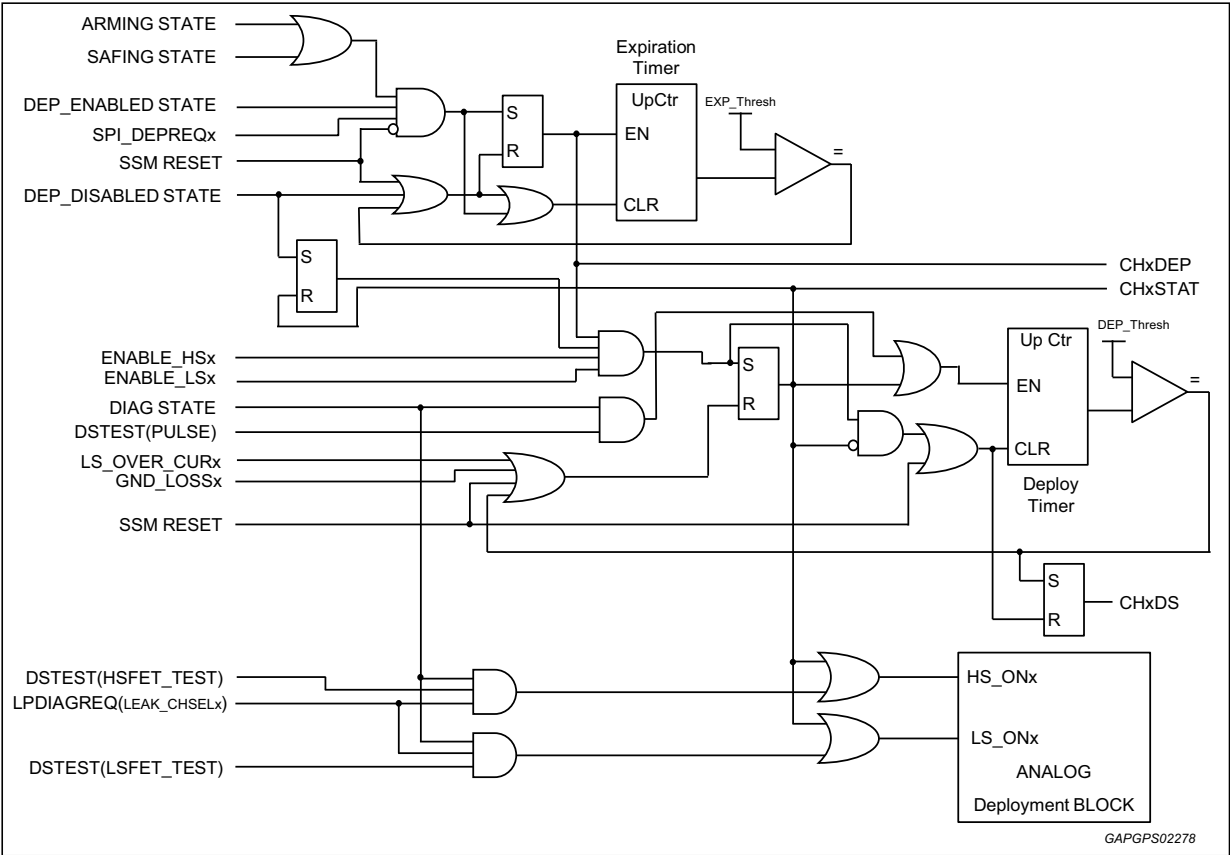 ARMING STATE
SAFING STATE
DEP_ENABLED STATE
SPI_DEPREQx
SSM RESET
DEP_DISABLED STATE
S
R
Expiration
Timer
UpCtr
EN
CLR
EXP_Thresh
=
S
R
CHxDEP
CHxSTAT
ENABLE_HSx
ENABLE_LSx
DIAG STATE
DSTEST(PULSE)
LS_OVER_CURx
GND_LOSSx
SSM RESET
S
R
Up Ctr
EN
CLR
Deploy
Timer
DEP_Thresh
=
S
R
CHxDS
DSTEST(HSFET_TEST)
LPDIAGREQ(LEAK_CHSELx)
DSTEST(LSFET_TEST)
HS_ONx
LS_ONx
ANALOG
Deployment BLOCK
GAPGPS02278